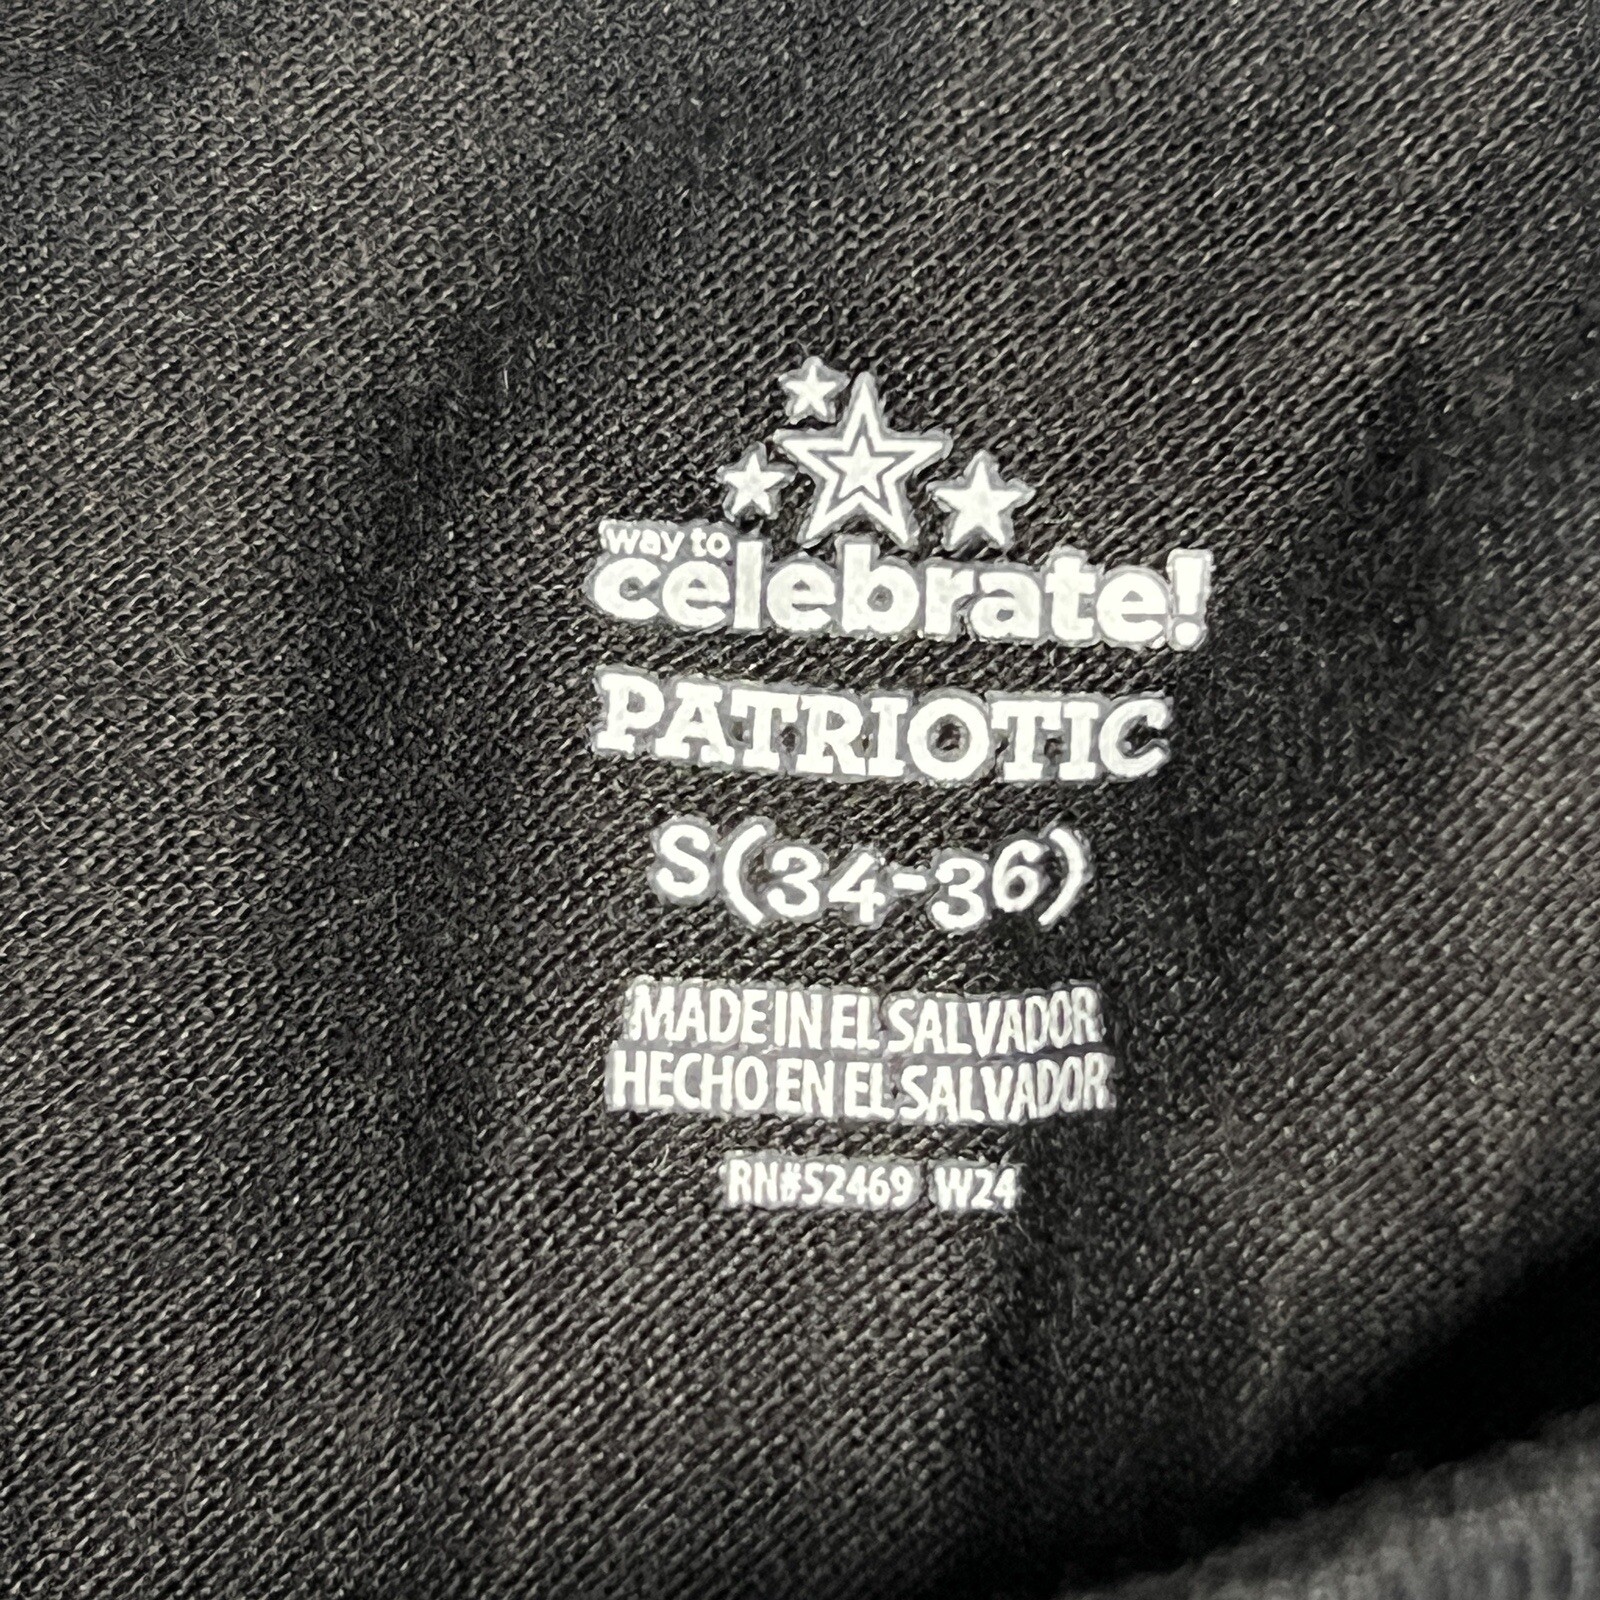 way to
celebrate!
PATRIOTIC
S(34-36)
MADE IN EL SALVADOR
HECHO EN EL SALVADOR
RN#52469 W24